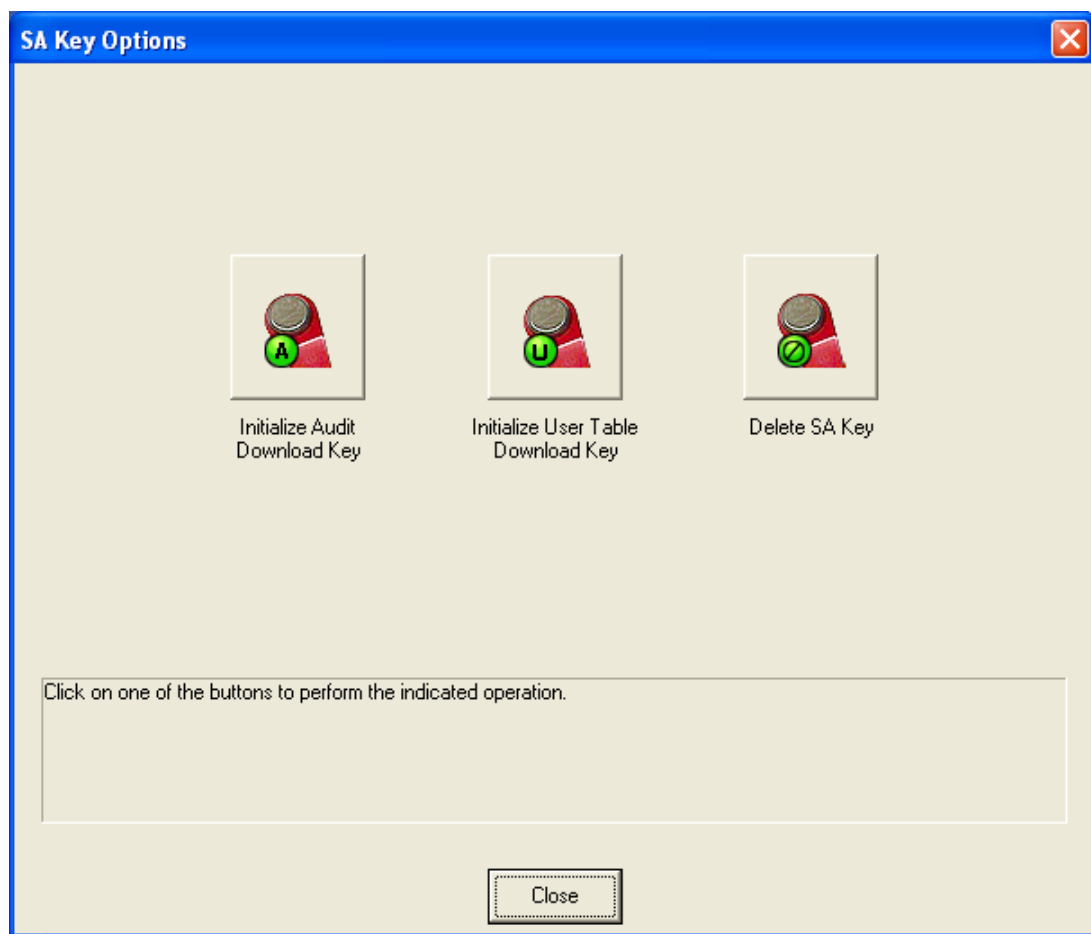 SA Key Options
A
U
Initialize Audit
Download Key
Initialize User Table
Download Key
Delete SA Key
Click on one of the buttons to perform the indicated operation.
Close